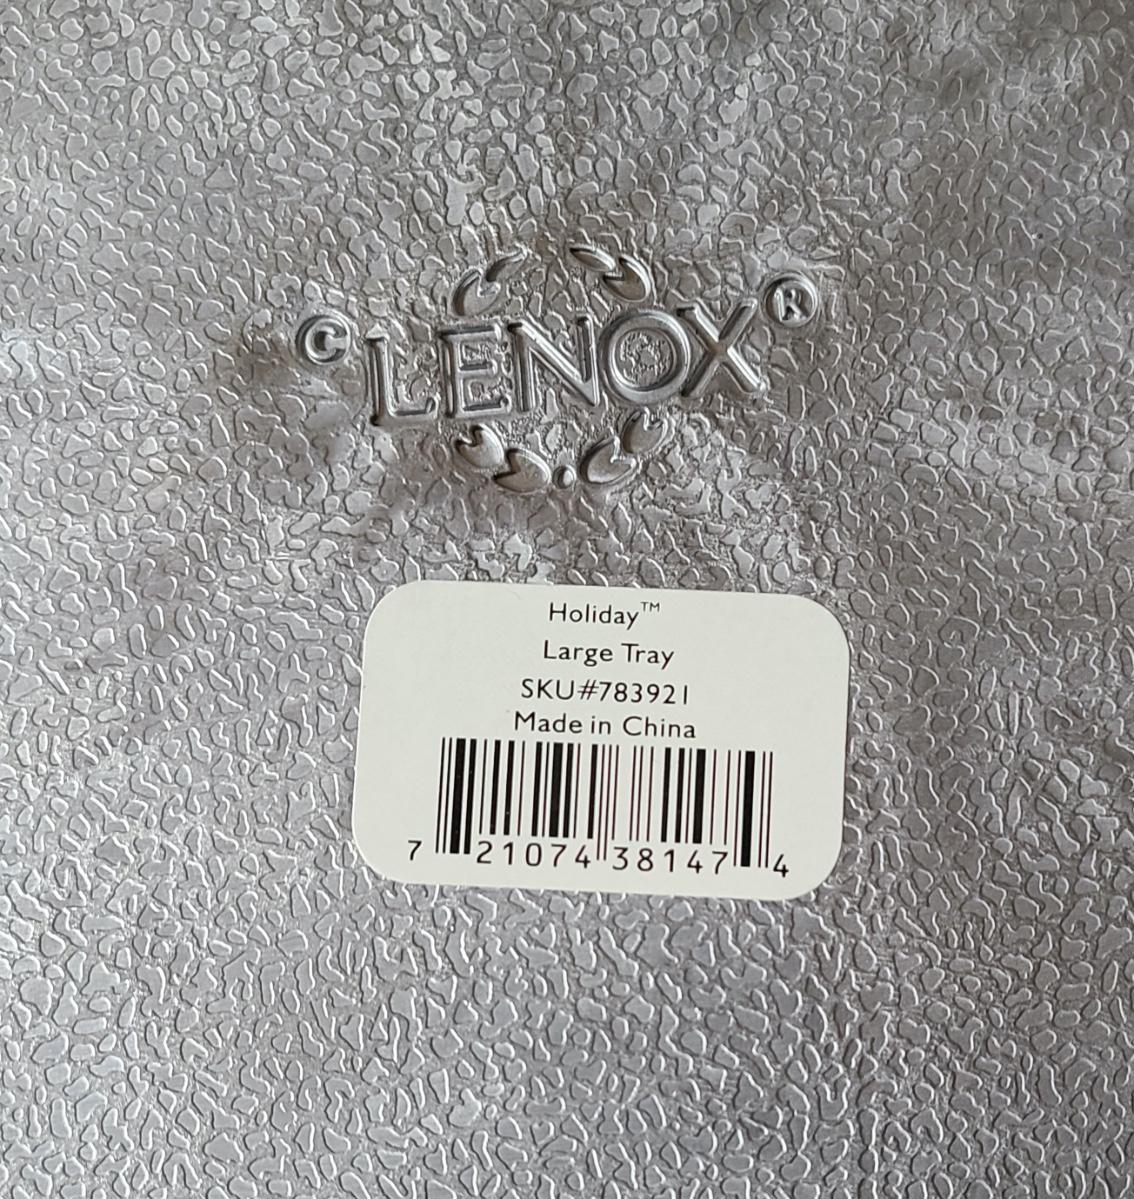 © LENOX ®
Holiday™
Large Tray
SKU#783921
Made in China
7 21074 38147 4